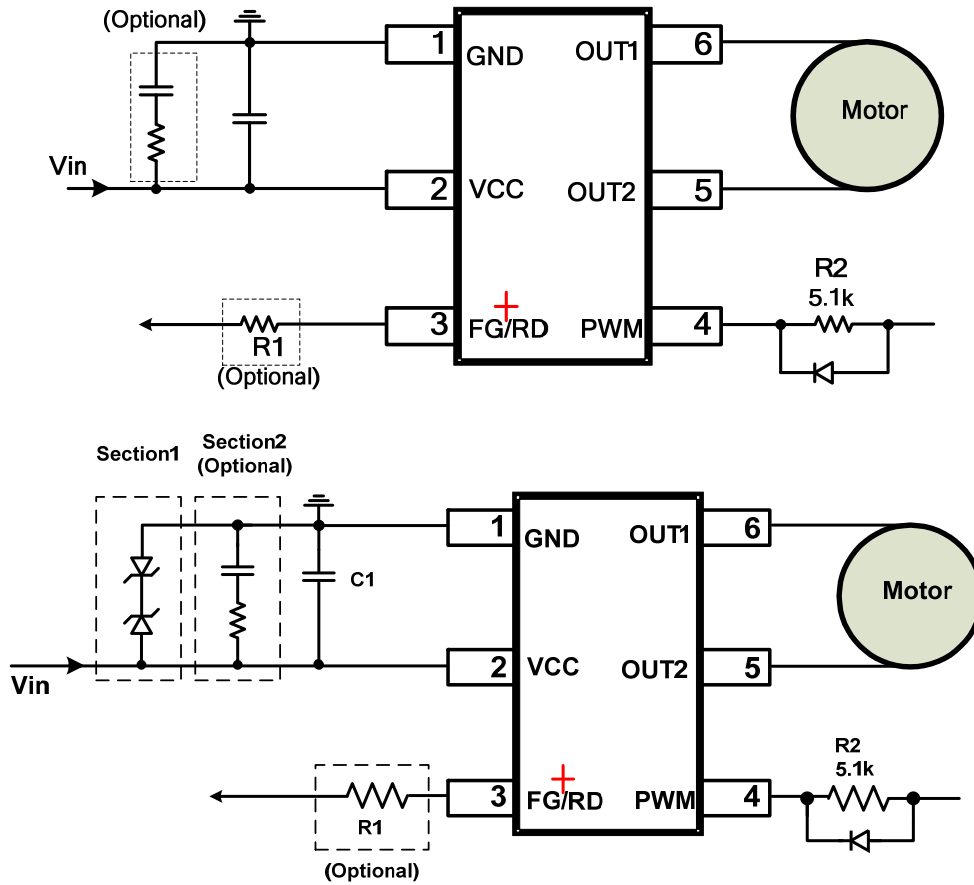 (Optional)
1
GND
OUT1
6
Motor
Vin
2
VCC
OUT2
5
R2
5.1k
3
FG/RD
PWM
4
R1
(Optional)
Section1
Section2
(Optional)
1
GND
OUT1
6
C1
Motor
Vin
2
VCC
OUT2
5
R2
5.1k
3
FG/RD
PWM
4
R1
(Optional)